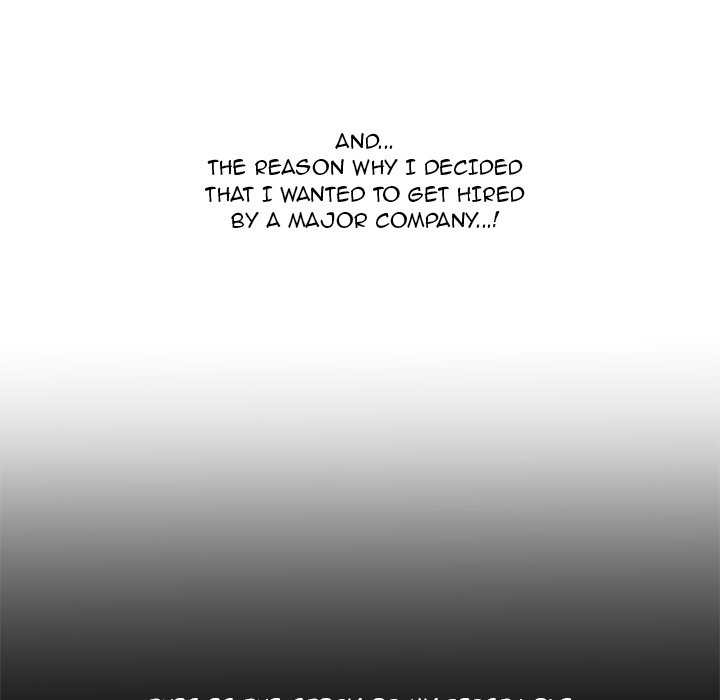 AND...
THE REASON WHY I DECIDED
THAT I WANTED TO GET HIRED
BY A MAJOR COMPANY...!